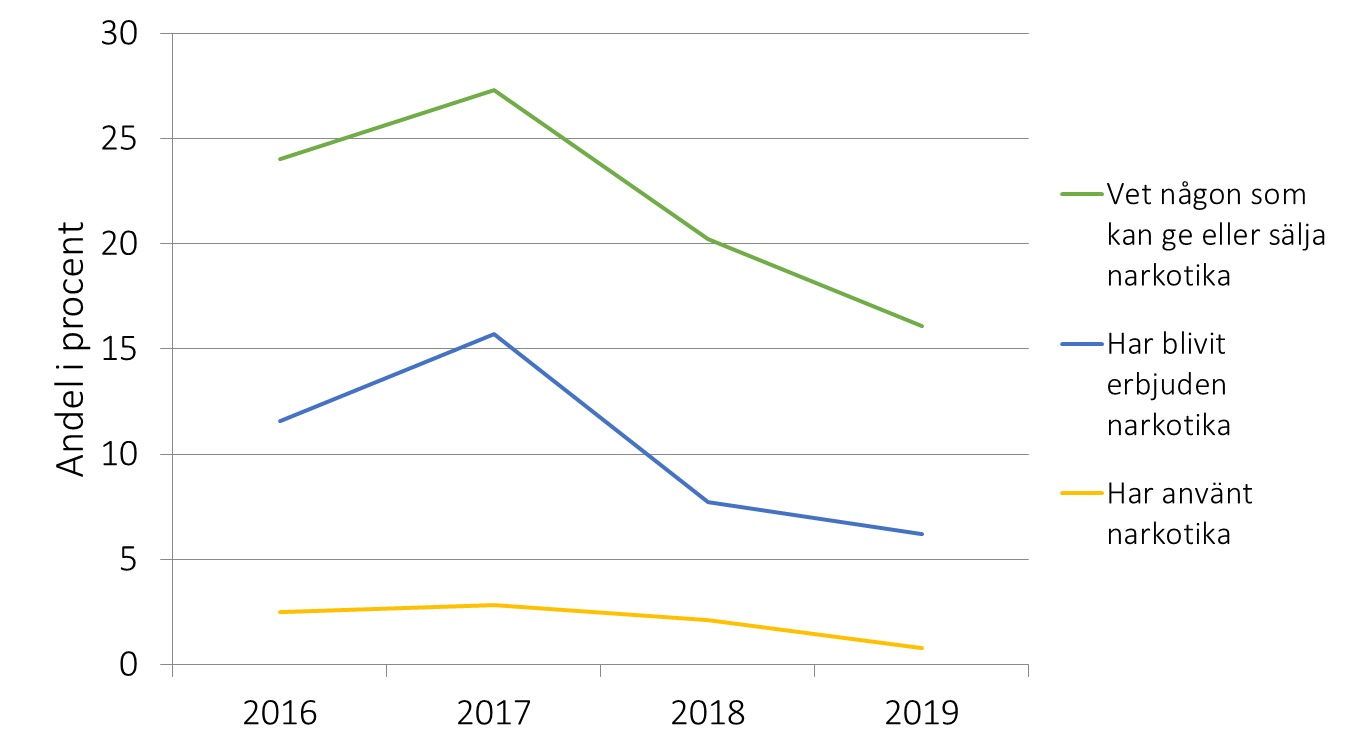 30
25
20
15
10
5
0
Andel i procent
2016 2017 2018 2019
Vet någon som
kan ge eller sälja
narkotika
Har blivit
erbjuden
narkotika
Har använt
narkotika